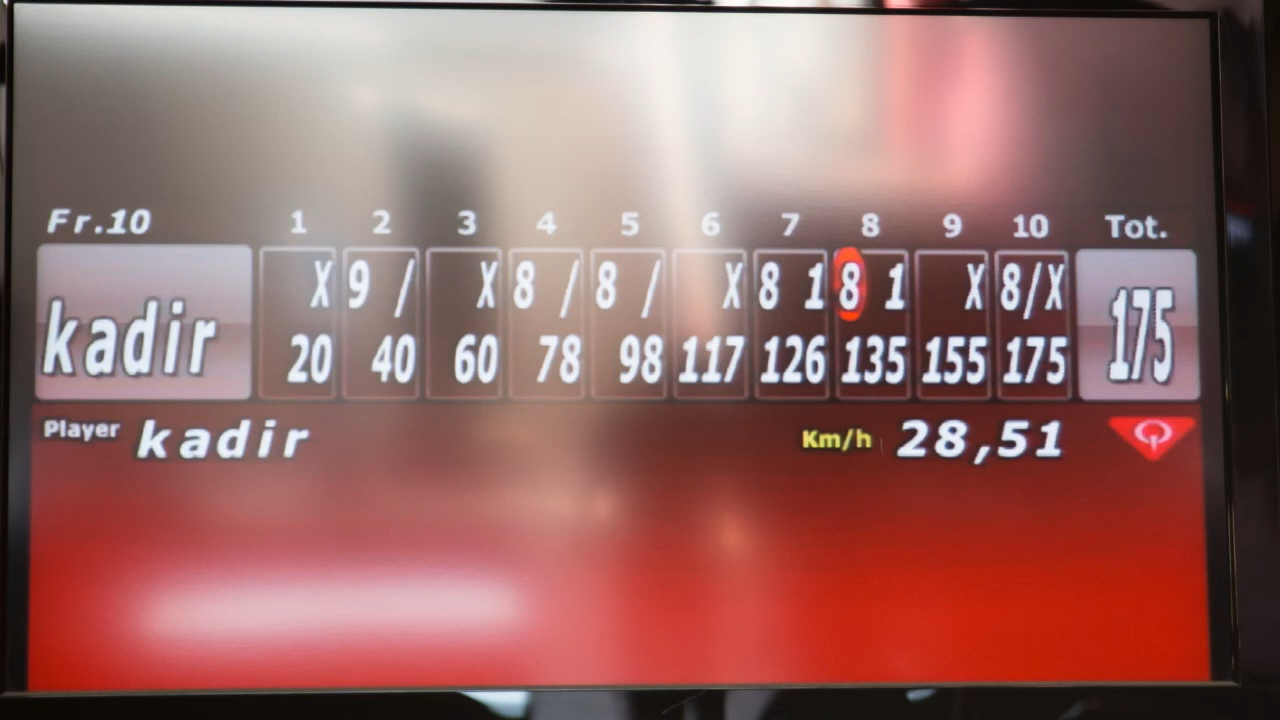 Fr.10 1 2 3 4 5 6 7 8 9 10 Tot.
kadir X 9 / X 8 / 8 / X 8 1 8 1 X 8/X 175
20 40 60 78 98 117 126 135 155 175
Player kadir Km/h 28,51